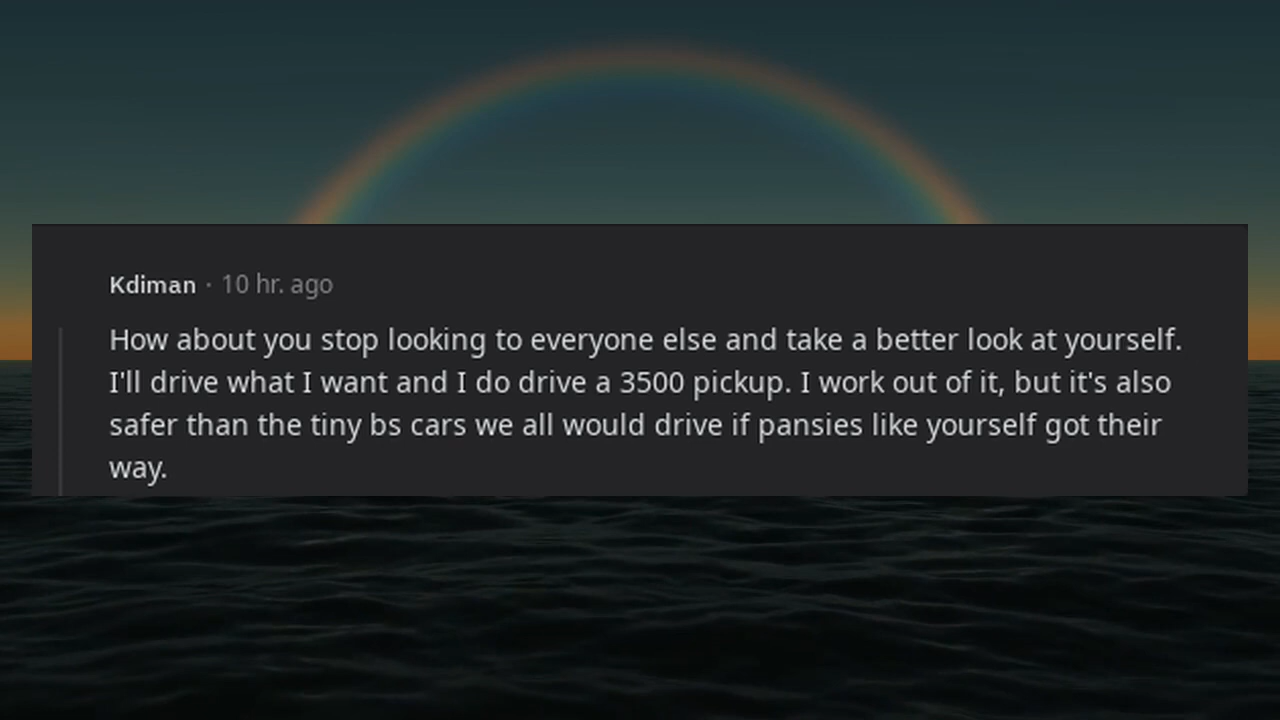 Kdiman · 10 hr. ago
How about you stop looking to everyone else and take a better look at yourself.
I'll drive what I want and I do drive a 3500 pickup. I work out of it, but it's also
safer than the tiny bs cars we all would drive if pansies like yourself got their
way.